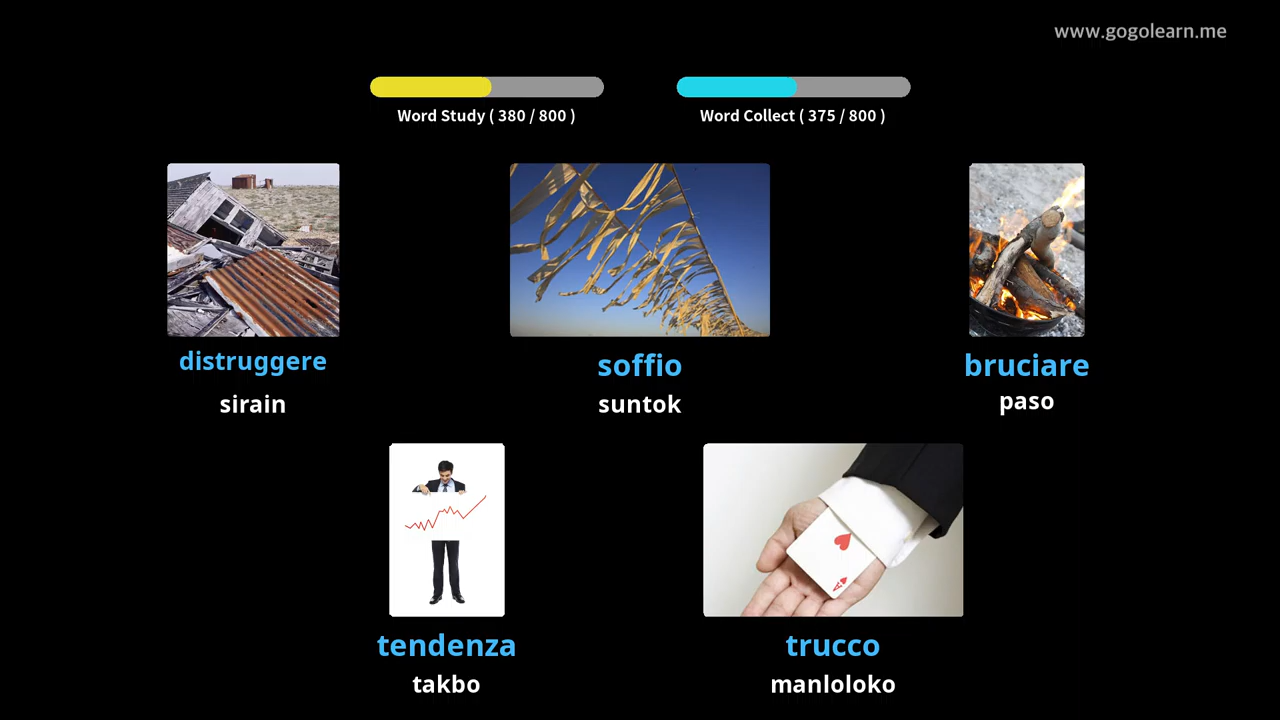 www.gogolearn.me
Word Study ( 380 / 800 )
Word Collect ( 375 / 800 )
distruggere
sirain
soffio
suntok
bruciare
paso
tendenza
takbo
trucco
manloloko